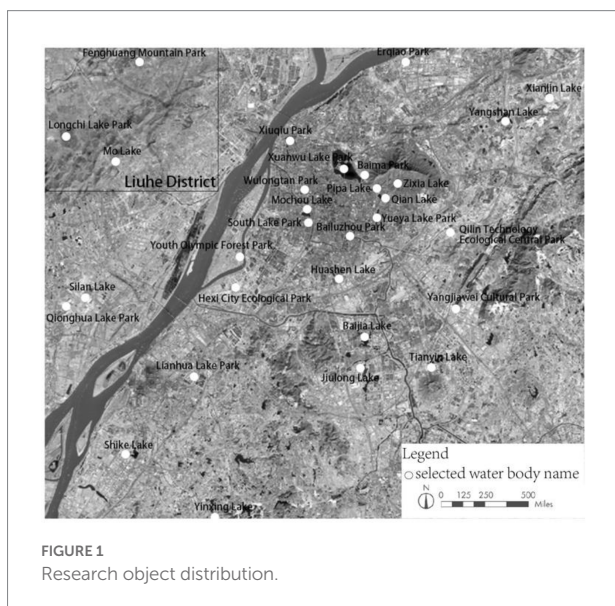 Fenghuang Mountain Park
Erqiao Park
Xianlin Lake
Yangshan Lake
Longchi Lake Park
Xiuqiu Park
Mo Lake
Xuanwu Lake Park
Baima Park
Liuhe District
Wulongtan Park
Pipa Lake
Zixia Lake
Mochou Lake
Qian Lake
South Lake Park
Yueya Lake Park
Bailuzhou Park
Qilin Technology
Ecological Central Park
Youth Olympic Forest Park
Huashen Lake
Silan Lake
Hexi City Ecological Park
Qionghua Lake Park
Yangjiawei Cultural Park
Baijia Lake
Lianhua Lake Park
Jiulong Lake
Tianyin Lake
Shike Lake
Legend
selected water body name
N
0 125 250 500
Miles
Yinxing Lake
FIGURE 1
Research object distribution.